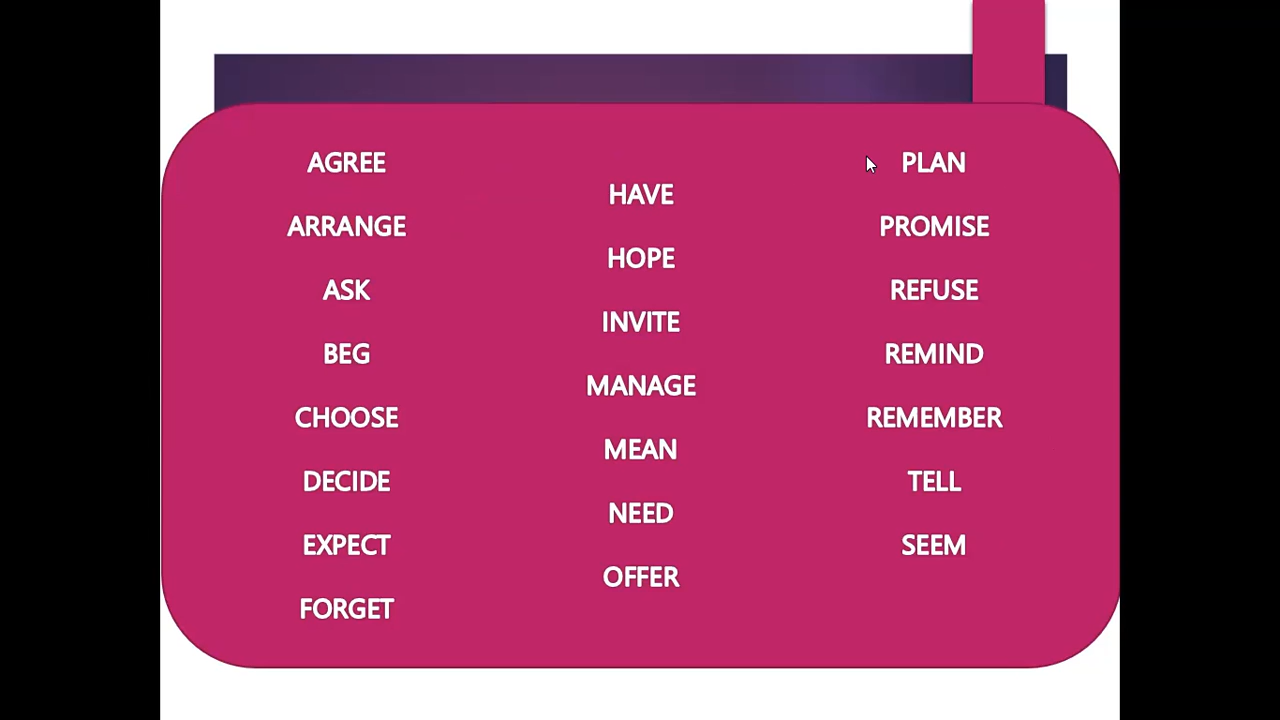 AGREE
ARRANGE
ASK
BEG
CHOOSE
DECIDE
EXPECT
FORGET
HAVE
HOPE
INVITE
MANAGE
MEAN
NEED
OFFER
PLAN
PROMISE
REFUSE
REMIND
REMEMBER
TELL
SEEM